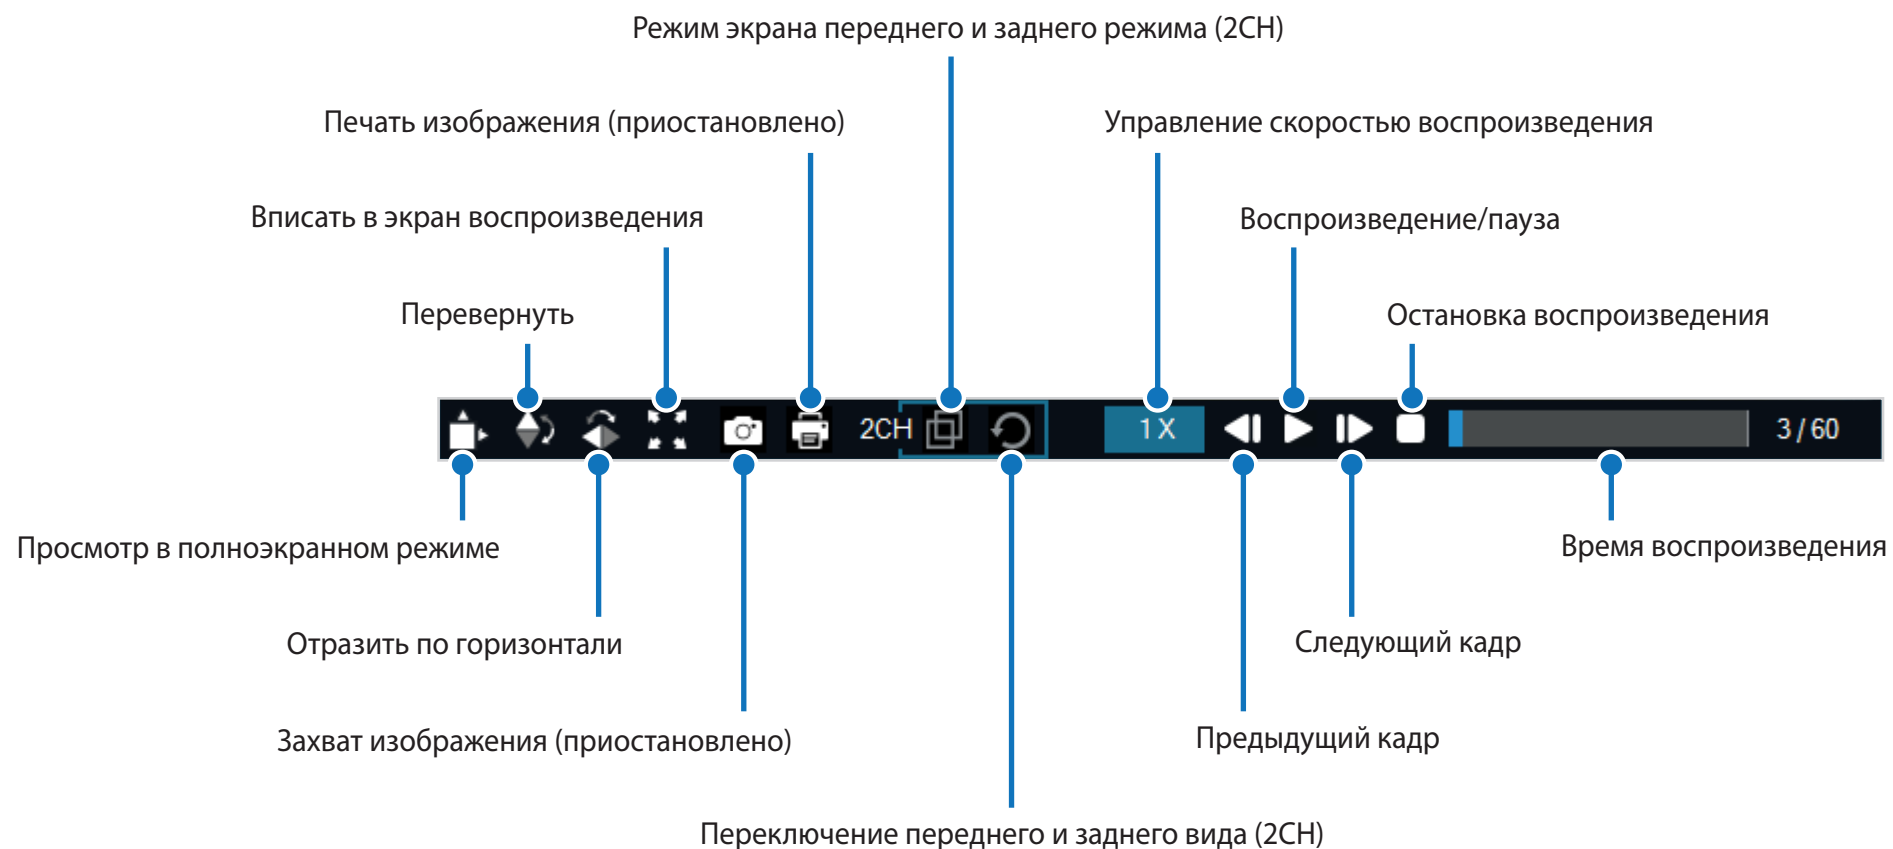 Режим экрана переднего и заднего режима (2CH)
Печать изображения (приостановлено)
Управление скоростью воспроизведения
Вписать в экран воспроизведения
Воспроизведение/пауза
Перевернуть
Остановка воспроизведения
2CH
1 X
3 / 60
Просмотр в полноэкранном режиме
Время воспроизведения
Отразить по горизонтали
Следующий кадр
Захват изображения (приостановлено)
Предыдущий кадр
Переключение переднего и заднего вида (2CH)